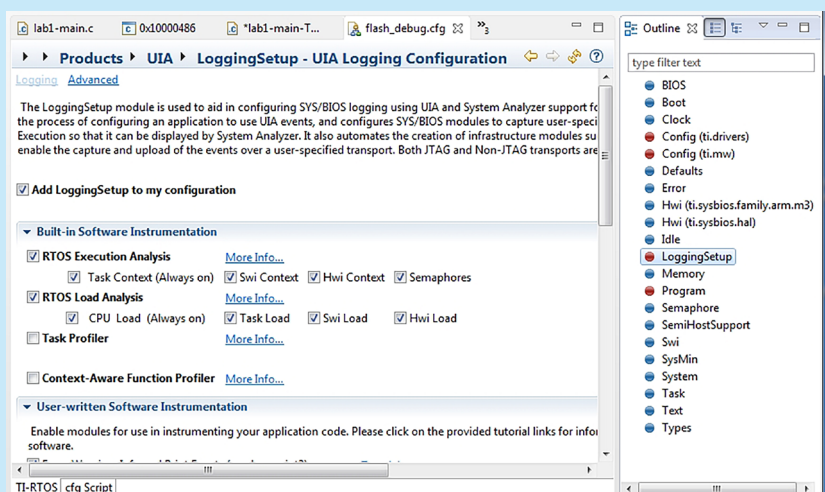 lab1-main.c 0x10000486 *lab1-main-T... flash_debug.cfg 3
Products UIA LoggingSetup - UIA Logging Configuration
Logging Advanced
The LoggingSetup module is used to aid in configuring SYS/BIOS logging using UIA and System Analyzer support fo
the process of configuring an application to use UIA events, and configures SYS/BIOS modules to capture user-speci
Execution so that it can be displayed by System Analyzer. It also automates the creation of infrastructure modules su
enable the capture and upload of the events over a user-specified transport. Both JTAG and Non-JTAG transports are
Add LoggingSetup to my configuration
Built-in Software Instrumentation
RTOS Execution Analysis More Info...
Task Context (Always on) Swi Context Hwi Context Semaphores
RTOS Load Analysis More Info...
CPU Load (Always on) Task Load Swi Load Hwi Load
Task Profiler More Info...
Context-Aware Function Profiler More Info...
User-written Software Instrumentation
Enable modules for use in instrumenting your application code. Please click on the provided tutorial links for infor
software.
TI-RTOS cfg Script
Outline
type filter text
BIOS
Boot
Clock
Config (ti.drivers)
Config (ti.mw)
Defaults
Error
Hwi (ti.sysbios.family.arm.m3)
Hwi (ti.sysbios.hal)
Idle
LoggingSetup
Memory
Program
Semaphore
SemiHostSupport
Swi
SysMin
System
Task
Text
Types